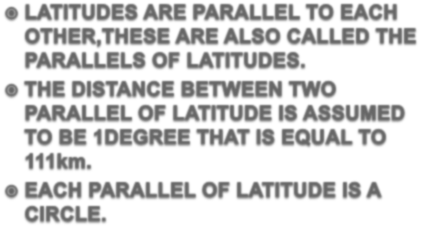 LATITUDES ARE PARALLEL TO EACH
OTHER,THESE ARE ALSO CALLED THE
PARALLELS OF LATITUDES.
THE DISTANCE BETWEEN TWO
PARALLEL OF LATITUDE IS ASSUMED
TO BE 1DEGREE THAT IS EQUAL TO
111km.
EACH PARALLEL OF LATITUDE IS A
CIRCLE.